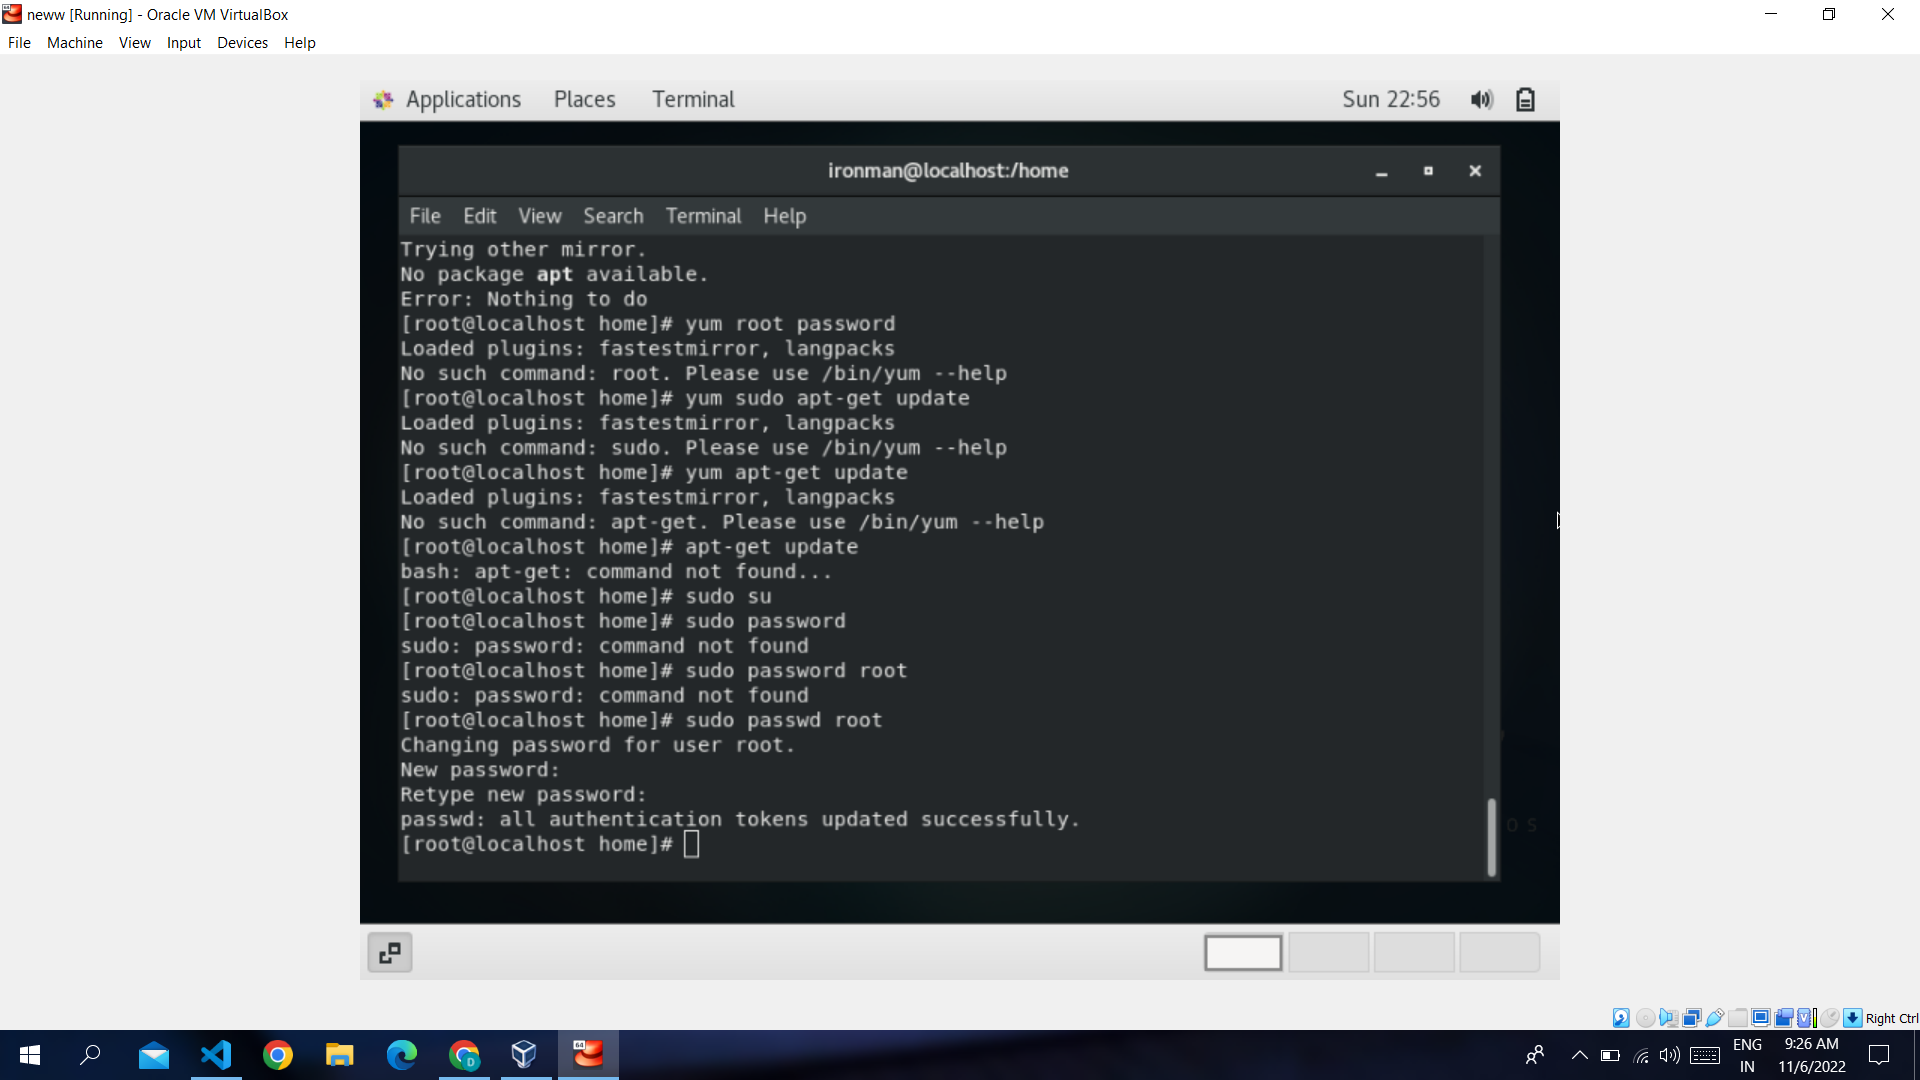 neww [Running] - Oracle VM VirtualBox
File Machine View Input Devices Help
Applications Places Terminal Sun 22:56
ironman@localhost:/home
File Edit View Search Terminal Help
Trying other mirror.
No package apt available.
Error: Nothing to do
[root@localhost home]# yum root password
Loaded plugins: fastestmirror, langpacks
No such command: root. Please use /bin/yum --help
[root@localhost home]# yum sudo apt-get update
Loaded plugins: fastestmirror, langpacks
No such command: sudo. Please use /bin/yum --help
[root@localhost home]# yum apt-get update
Loaded plugins: fastestmirror, langpacks
No such command: apt-get. Please use /bin/yum --help
[root@localhost home]# apt-get update
bash: apt-get: command not found...
[root@localhost home]# sudo su
[root@localhost home]# sudo password
sudo: password: command not found
[root@localhost home]# sudo password root
sudo: password: command not found
[root@localhost home]# sudo passwd root
Changing password for user root.
New password:
Retype new password:
passwd: all authentication tokens updated successfully.
[root@localhost home]#
O S
Right Ctrl
ENG
IN
9:26 AM
11/6/2022